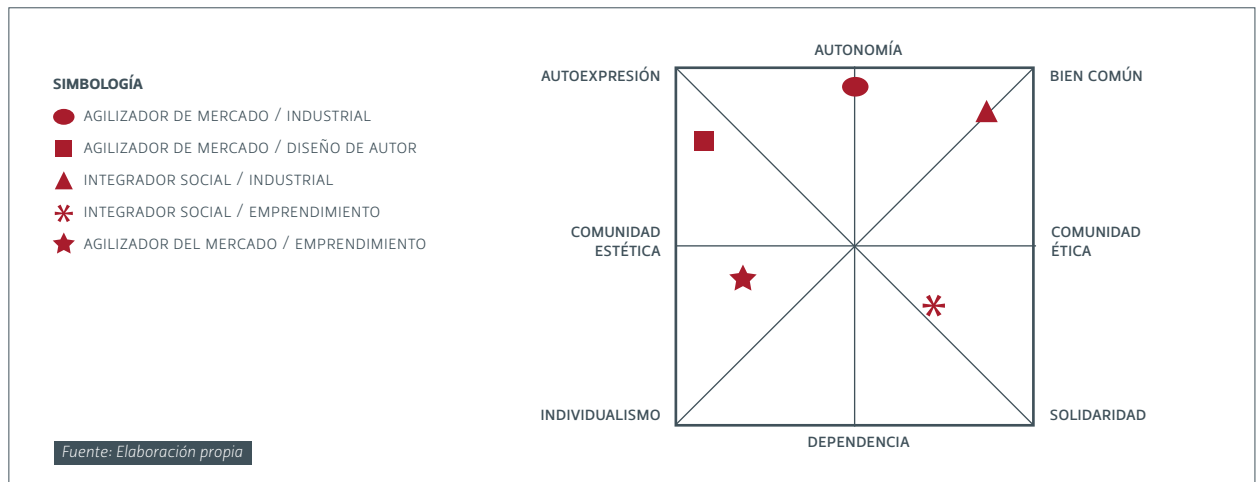 SIMBOLOGÍA
AGILIZADOR DE MERCADO / INDUSTRIAL
AGILIZADOR DE MERCADO / DISEÑO DE AUTOR
INTEGRADOR SOCIAL / INDUSTRIAL
INTEGRADOR SOCIAL / EMPRENDIMIENTO
AGILIZADOR DEL MERCADO / EMPRENDIMIENTO
Fuente: Elaboración propia
AUTONOMÍA
AUTOEXPRESIÓN
BIEN COMÚN
COMUNIDAD
ESTÉTICA
COMUNIDAD
ÉTICA
INDIVIDUALISMO
SOLIDARIDAD
DEPENDENCIA